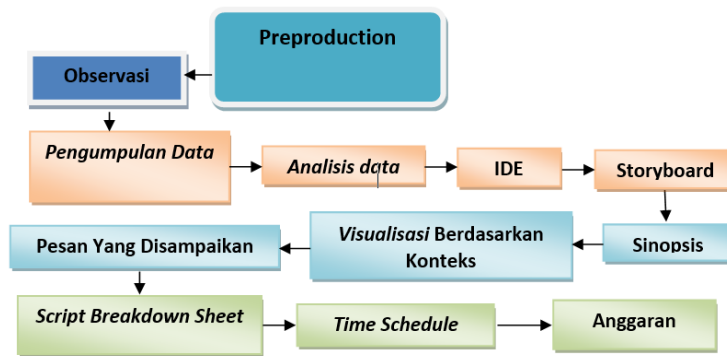 Preproduction
Observasi
Pengumpulan Data
Analisis data
IDE
Storyboard
Sinopsis
Visualisasi Berdasarkan
Konteks
Pesan Yang Disampaikan
Script Breakdown Sheet
Time Schedule
Anggaran